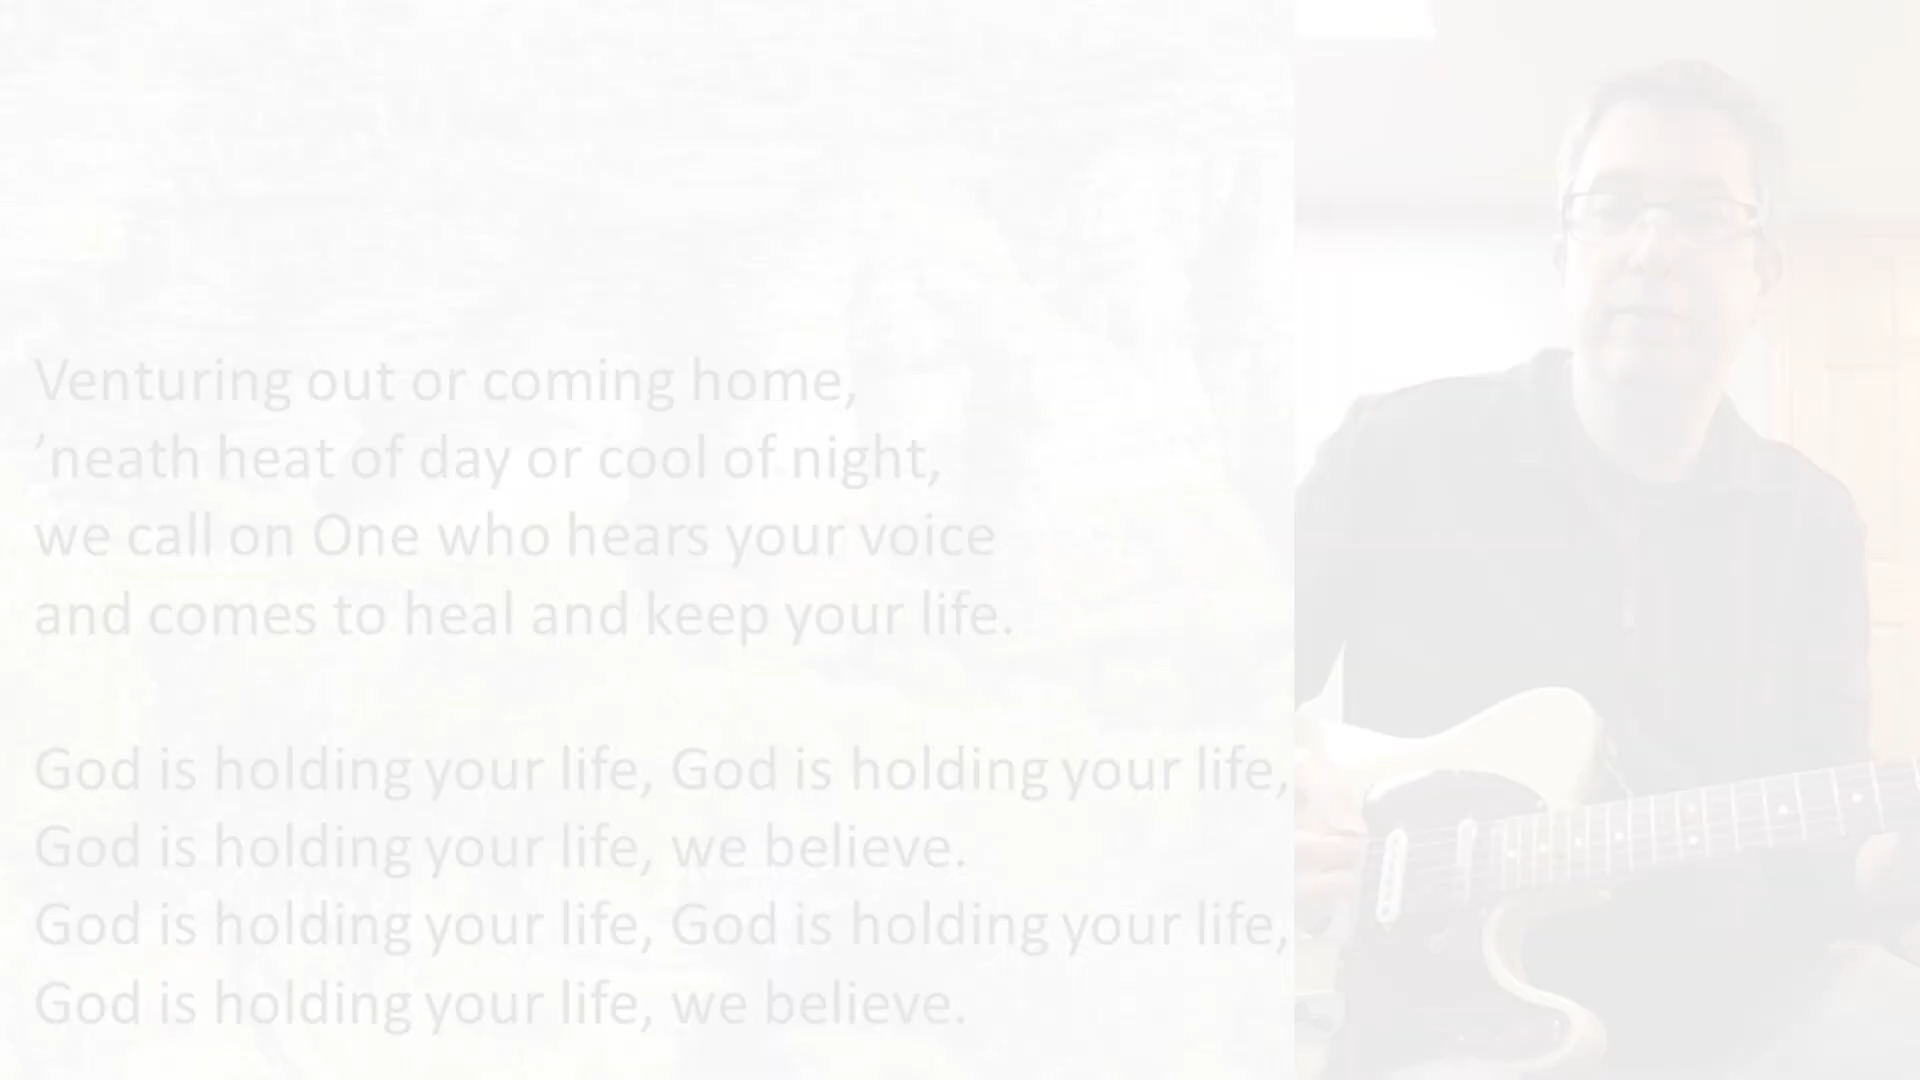 Venturing out or coming home,
’neath heat of day or cool of night,
we call on One who hears your voice
and comes to heal and keep your life.
God is holding your life, God is holding your life,
God is holding your life, we believe.
God is holding your life, God is holding your life,
God is holding your life, we believe.